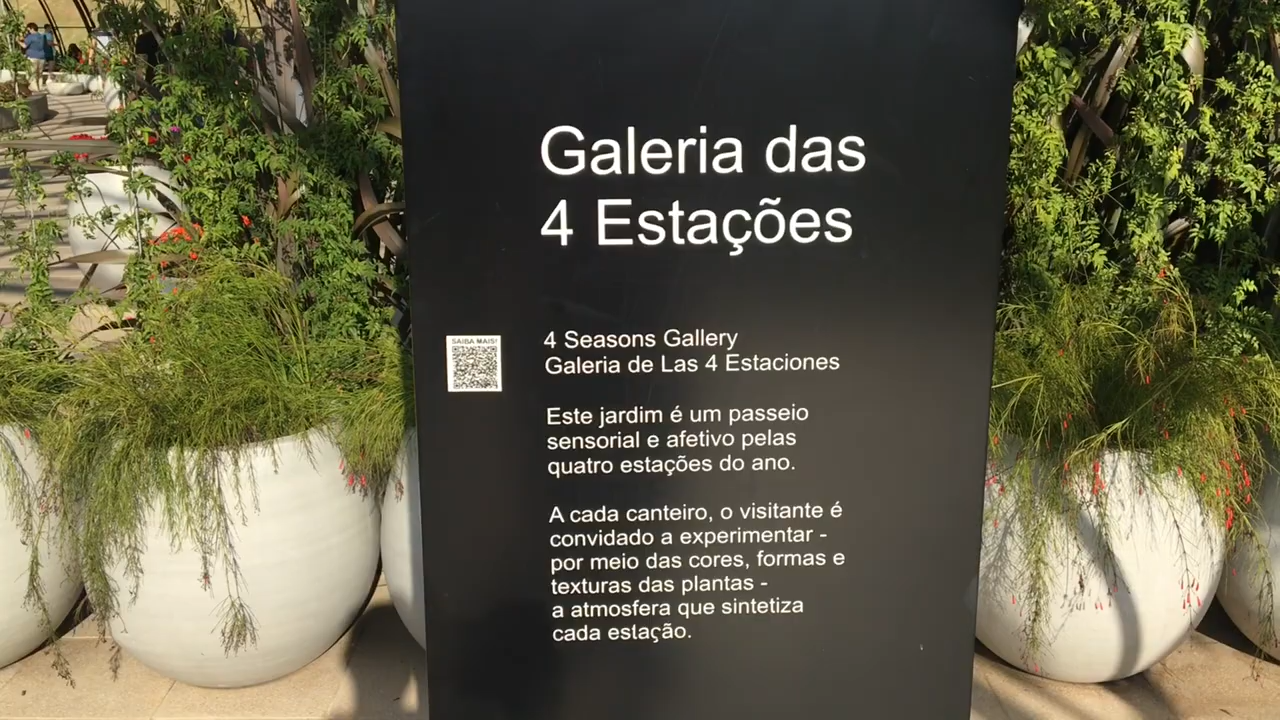 Galeria das
4 Estações
SAIBA MAIS!
4 Seasons Gallery
Galeria de Las 4 Estaciones
Este jardim é um passeio
sensorial e afetivo pelas
quatro estações do ano.
A cada canteiro, o visitante é
convidado a experimentar -
por meio das cores, formas e
texturas das plantas -
a atmosfera que sintetiza
cada estação.